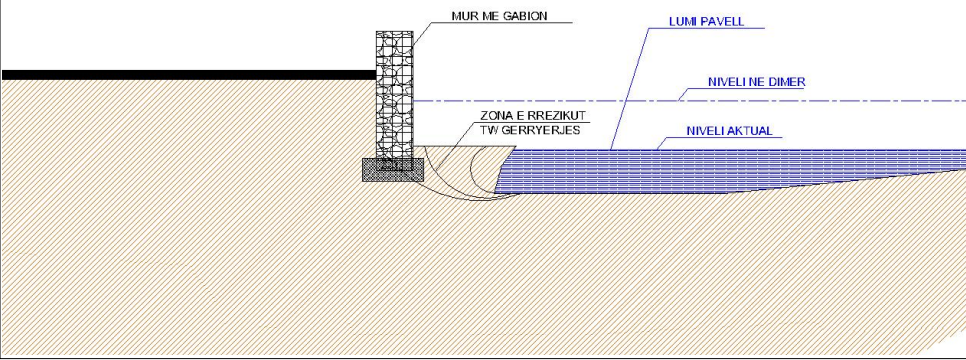 MUR ME GABION
LUMI PAVELL
NIVELI NE DIMER
ZONA E RREZIKUT
TW GERRYERJES
NIVELI AKTUAL